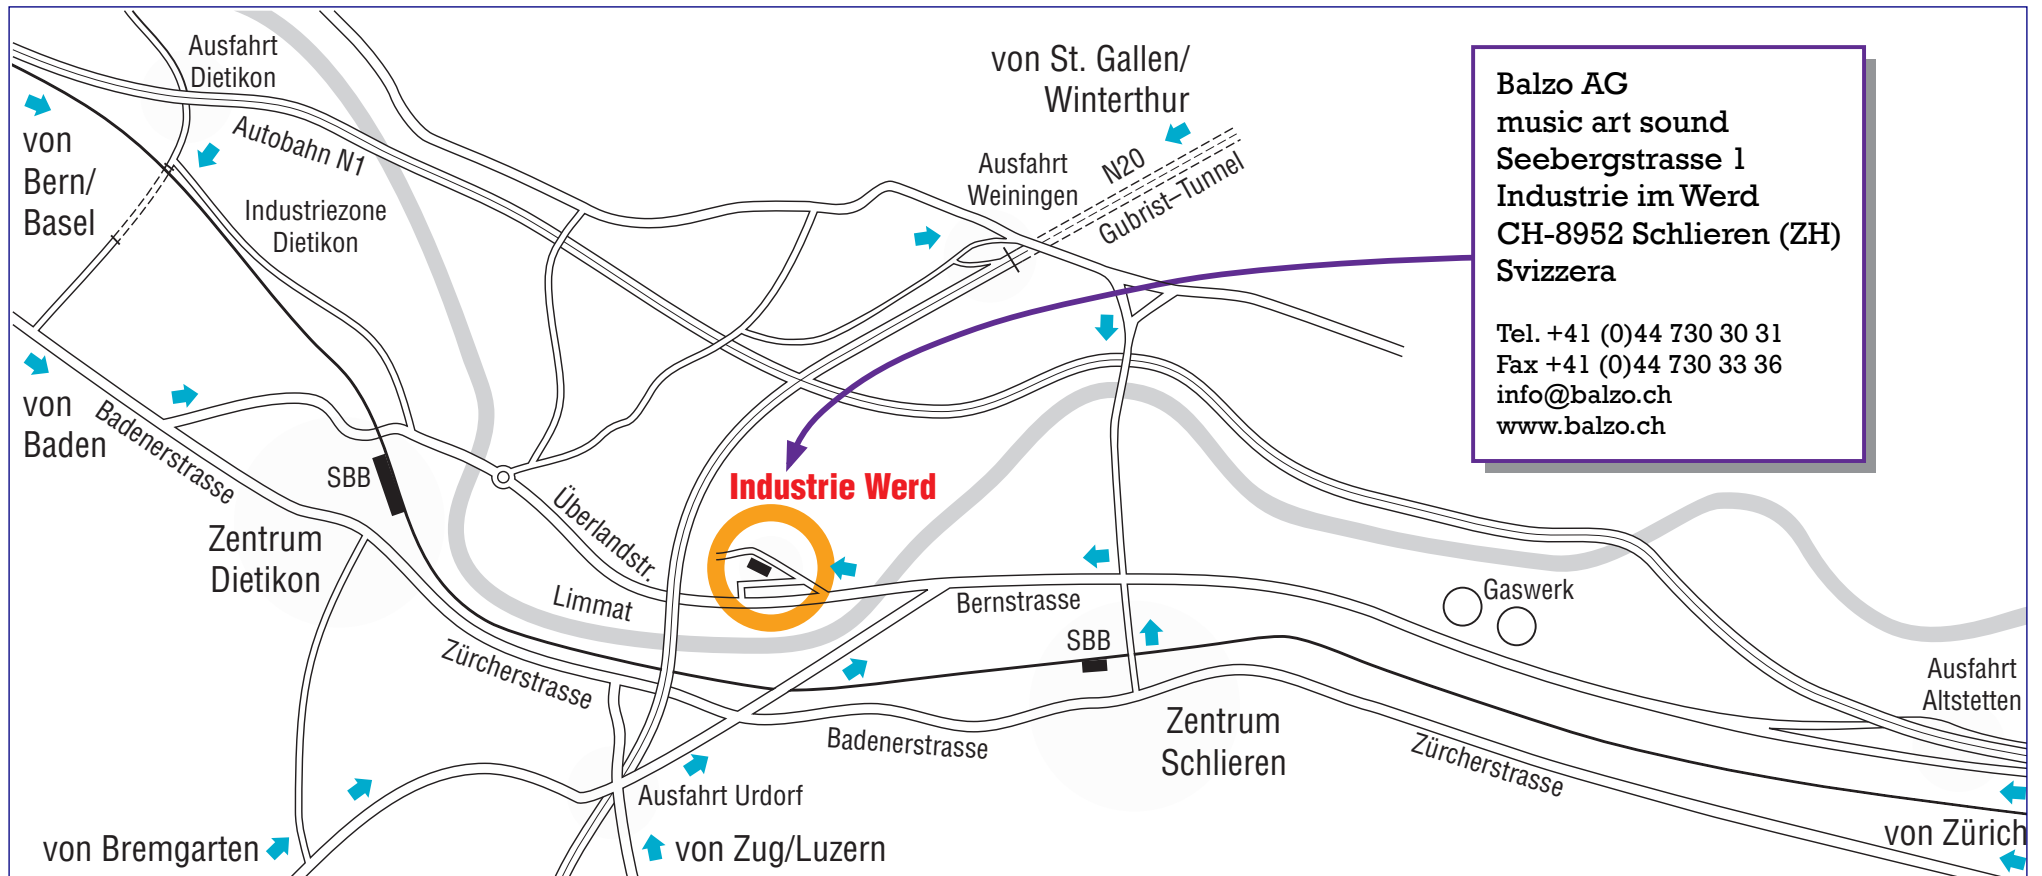 Ausfahrt
Dietikon
von St. Gallen/
Winterthur
Balzo AG
music art sound
Seebergstrasse 1
Industrie im Werd
CH-8952 Schlieren (ZH)
Svizzera
Tel. +41 (0)44 730 30 31
Fax +41 (0)44 730 33 36
info@balzo.ch
www.balzo.ch
von
Bern/
Basel
Autobahn N1
Ausfahrt
Weiningen
N20
Gubrist–Tunnel
Industriezone
Dietikon
von
Baden
Badenerstrasse
SBB
Industrie Werd
Zentrum
Dietikon
Überlandstr.
Limmat
Bernstrasse
Gaswerk
SBB
Zürcherstrasse
Ausfahrt
Altstetten
Badenerstrasse
Zentrum
Schlieren
Zürcherstrasse
Ausfahrt Urdorf
von Bremgarten
von Zug/Luzern
von Zürich